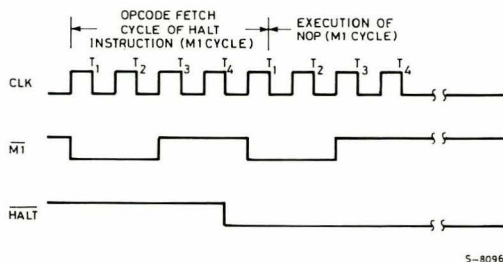 OPCODE FETCH
CYCLE OF HALT
INSTRUCTION (M1 CYCLE)
EXECUTION OF
NOP (M1 CYCLE)
CLK
T1 T2 T3 T4 T1 T2 T3 T4
M1
HALT
S-8096